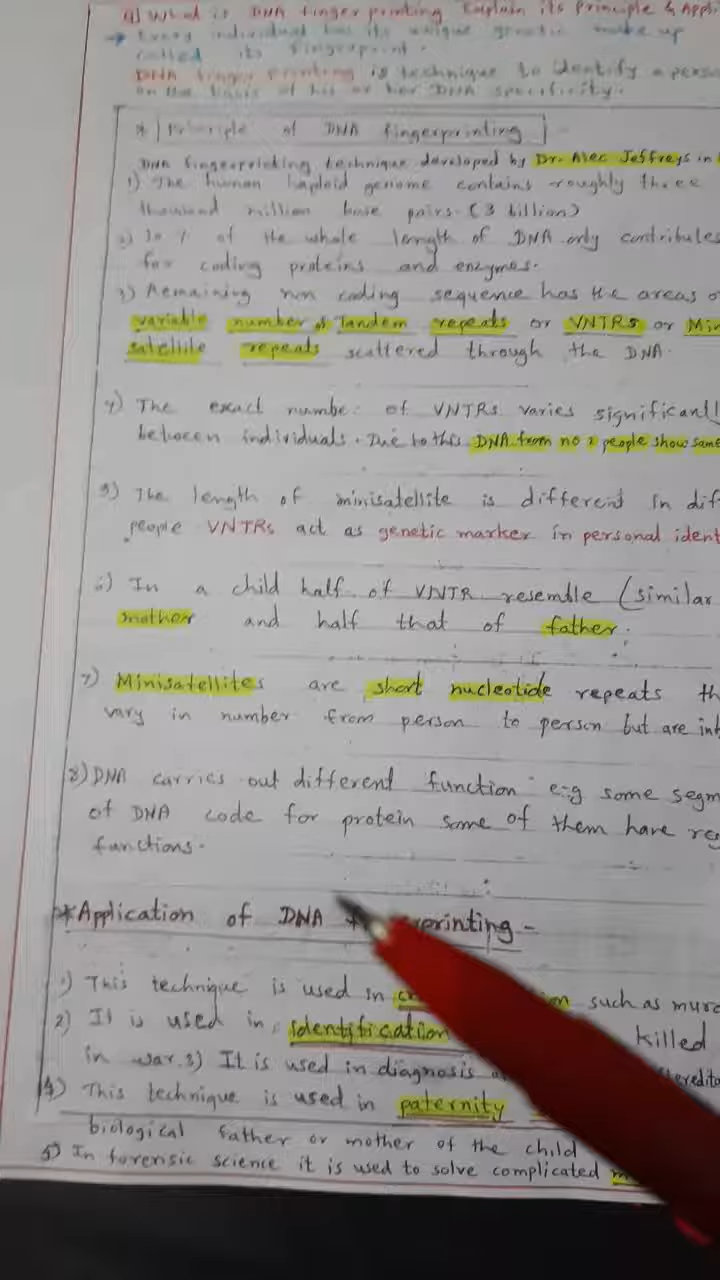 Q) What is DNA finger printing Explain its Principle & Appli
→ Every individual has its unique genetic make up
called its fingerprint.
DNA finger printing is technique to identify a perso
on the basis of his or her DNA specificity.
* Principle of DNA fingerprinting -
DNA fingerprinting technique developed by Dr. Alec Jeffreys in
1) The human haploid genome contains roughly three
thousand million base pairs. (3 billion)
2) 10 % of the whole length of DNA only contributes
for coding proteins and enzymes.
3) Remaining non coding sequence has the areas o
variable number of Tandem repeats or VNTRs or Min
satellite repeats scattered through the DNA.
4) The exact number of VNTRs varies significantl
between individuals. Due to this DNA from no 2 people show same
5) The length of minisatellite is different in dif
people VNTRs act as genetic marker in personal ident
6) In a child half of VNTR resemble (similar
mother and half that of father.
7) Minisatellites are short nucleotide repeats th
vary in number from person to person but are inh
8) DNA carries out different function e.g some segm
of DNA code for protein some of them have reg
functions.
*Application of DNA printing -
1) This technique is used in such as murd
2) It is used in identification killed
in war. 3) It is used in diagnosis heredita
4) This technique is used in paternity
biological father or mother of the child
5) In forensic science it is used to solve complicated